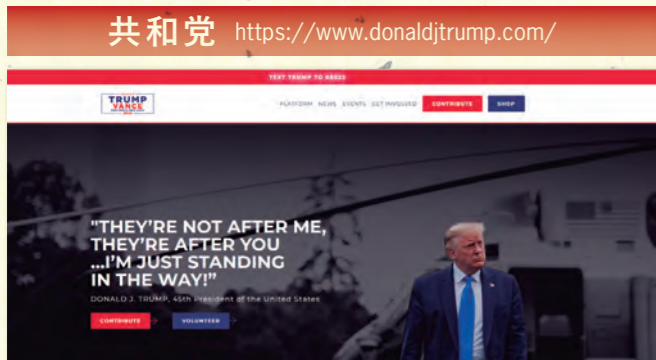 共和党 https://www.donaldjtrump.com/
TEXT TRUMP TO 88022
TRUMP
VANCE
PLATFORM NEWS EVENTS GET INVOLVED CONTRIBUTE SHOP
"THEY'RE NOT AFTER ME,
THEY'RE AFTER YOU
...I'M JUST STANDING
IN THE WAY!"
DONALD J. TRUMP, 45th President of the United States
CONTRIBUTE VOLUNTEER